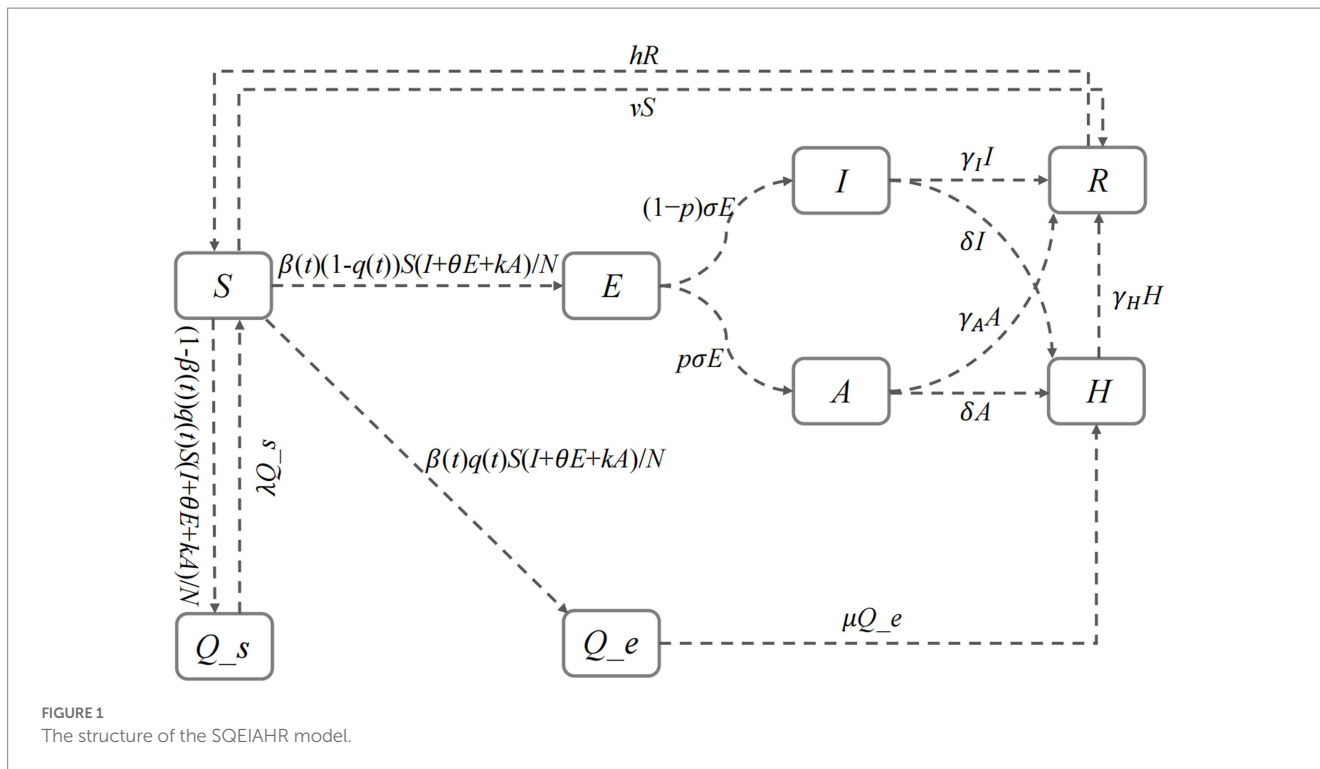 hR
vS
I
γ_I I
R
(1−p)σE
δI
S
β(t)(1-q(t))S(I+θE+kA)/N
E
γ_A A
γ_H H
pσE
A
δA
H
(1-β(t))q(t)S(I+θE+kA)/N
λQ_s
β(t)q(t)S(I+θE+kA)/N
Q_s
Q_e
μQ_e
FIGURE 1
The structure of the SQEIAHR model.